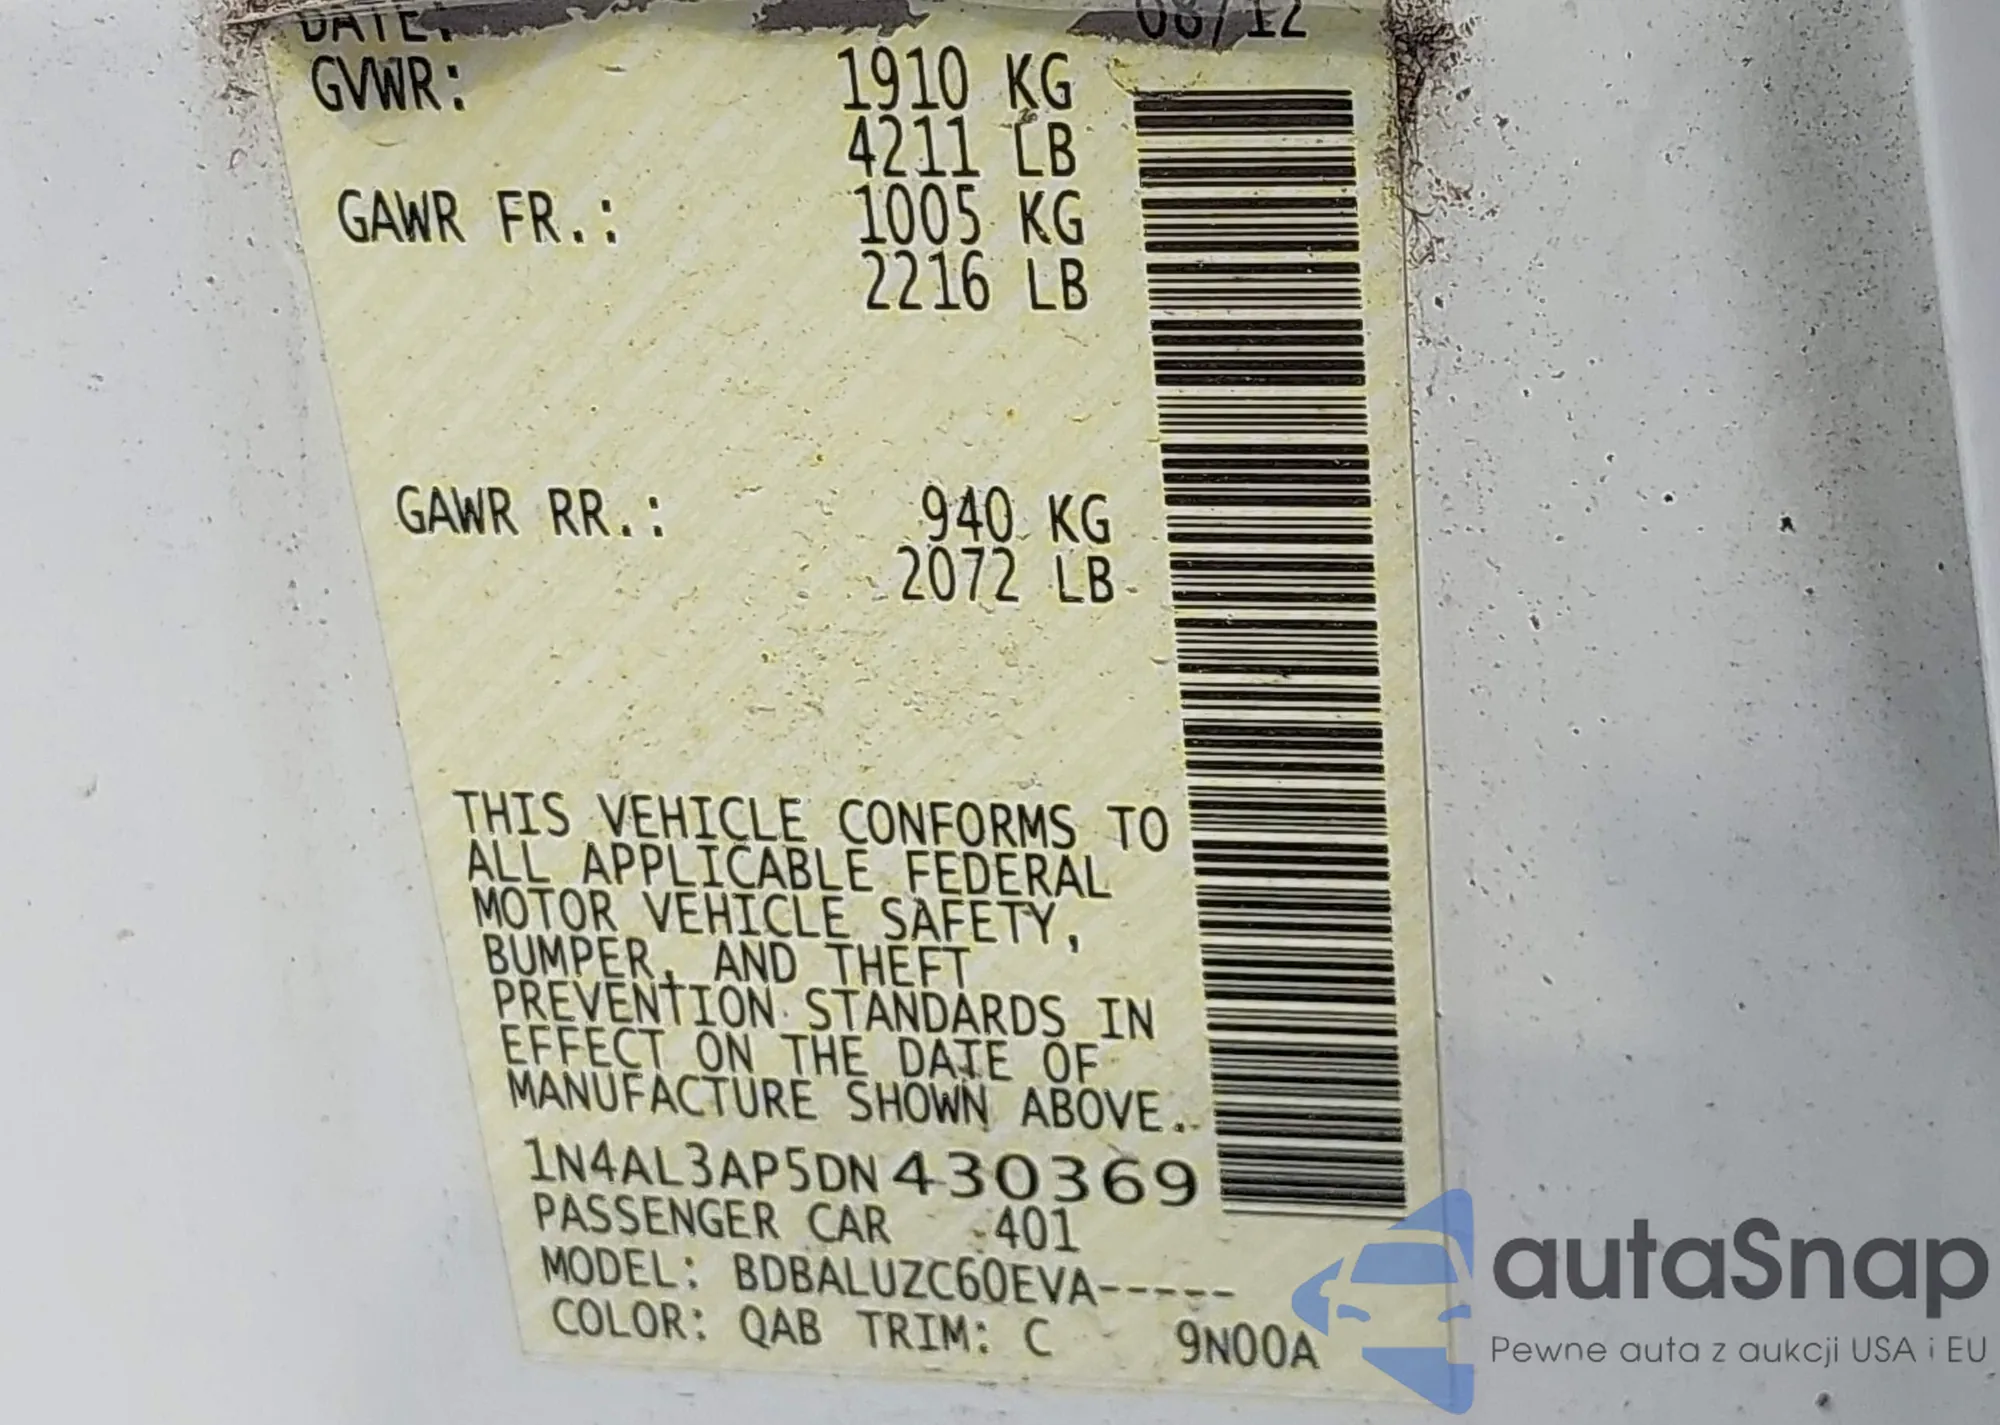 DATE: 08/12
GVWR: 1910 KG
4211 LB
GAWR FR.: 1005 KG
2216 LB
GAWR RR.: 940 KG
2072 LB
THIS VEHICLE CONFORMS TO
ALL APPLICABLE FEDERAL
MOTOR VEHICLE SAFETY,
BUMPER, AND THEFT
PREVENTION STANDARDS IN
EFFECT ON THE DATE OF
MANUFACTURE SHOWN ABOVE.
1N4AL3AP5DN430369
PASSENGER CAR 401
MODEL: BDBALUZC60EVA-----
COLOR: QAB TRIM: C 9N00A
autaSnap
Pewne auta z aukcji USA i EU